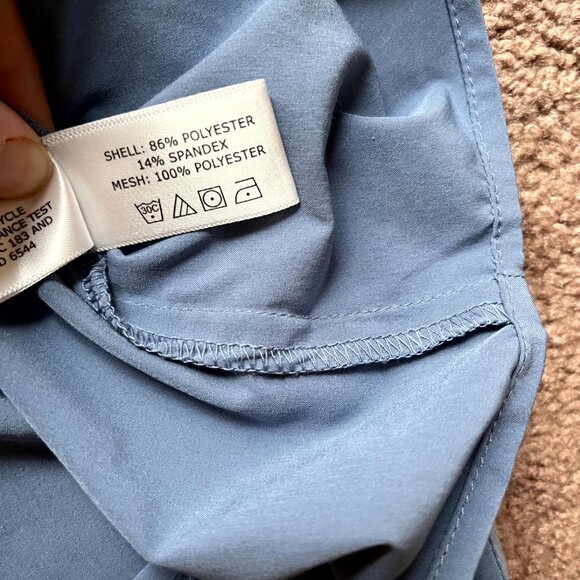 SHELL: 86% POLYESTER
14% SPANDEX
MESH: 100% POLYESTER
30C
YCLE
ANCE TEST
C 183 AND
6544